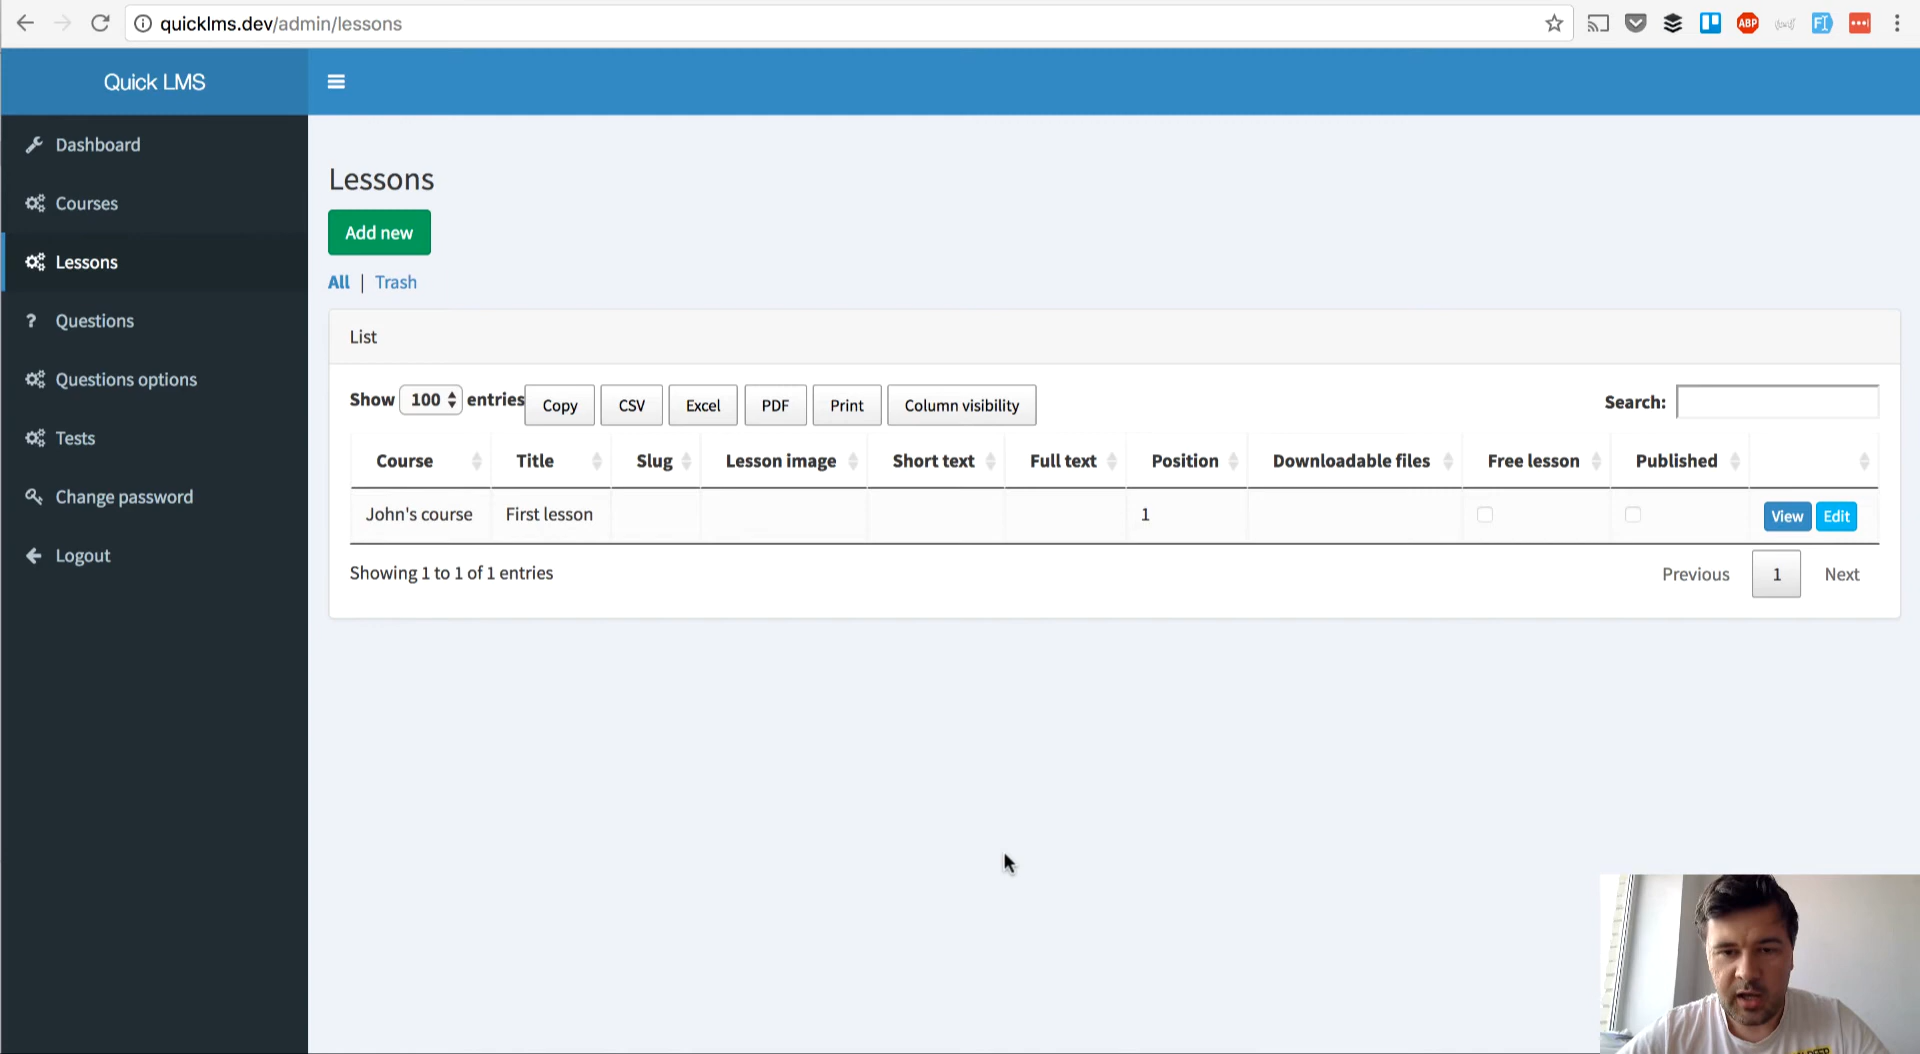 quicklms.dev/admin/lessons
ABP
Quick LMS
Dashboard
Courses
Lessons
? Questions
Questions options
Tests
Change password
Logout
Lessons
Add new
All | Trash
List
Show 100 entries Copy CSV Excel PDF Print Column visibility Search:
Course Title Slug Lesson image Short text Full text Position Downloadable files Free lesson Published
John's course First lesson 1 View Edit
Showing 1 to 1 of 1 entries Previous 1 Next